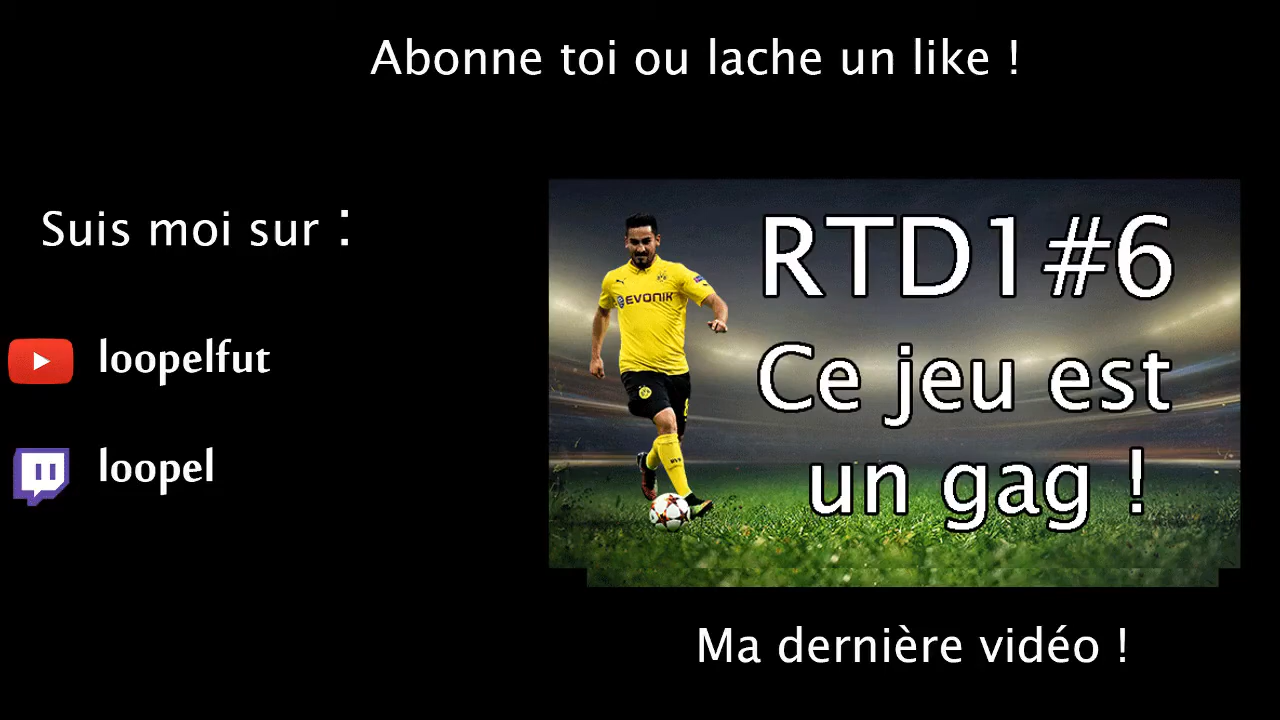 Abonne toi ou lache un like !
Suis moi sur :
loopelfut
loopel
RTD1#6
Ce jeu est
un gag !
EVONIK
Ma dernière vidéo !